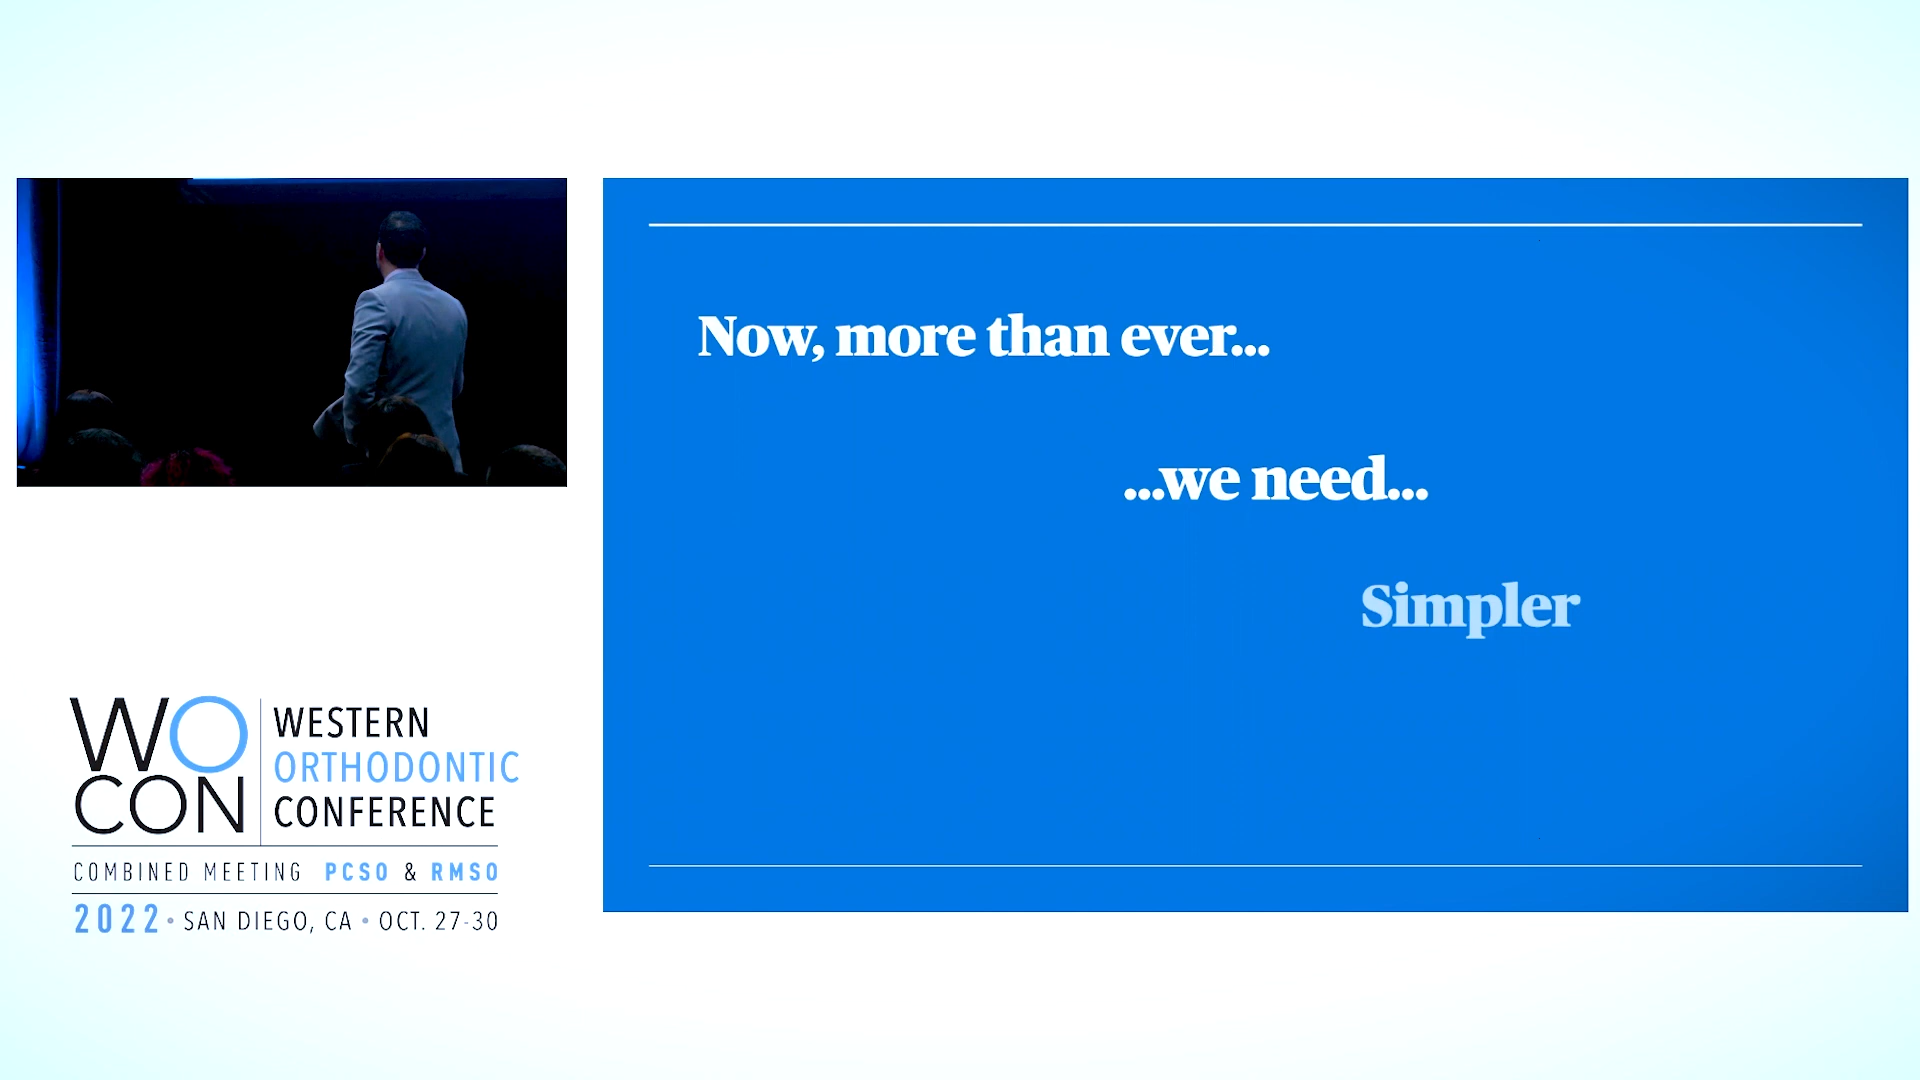 Now, more than ever...
...we need...
Simpler
WO
CON
WESTERN
ORTHODONTIC
CONFERENCE
COMBINED MEETING PCSO & RMSO
2022 • SAN DIEGO, CA • OCT. 27-30